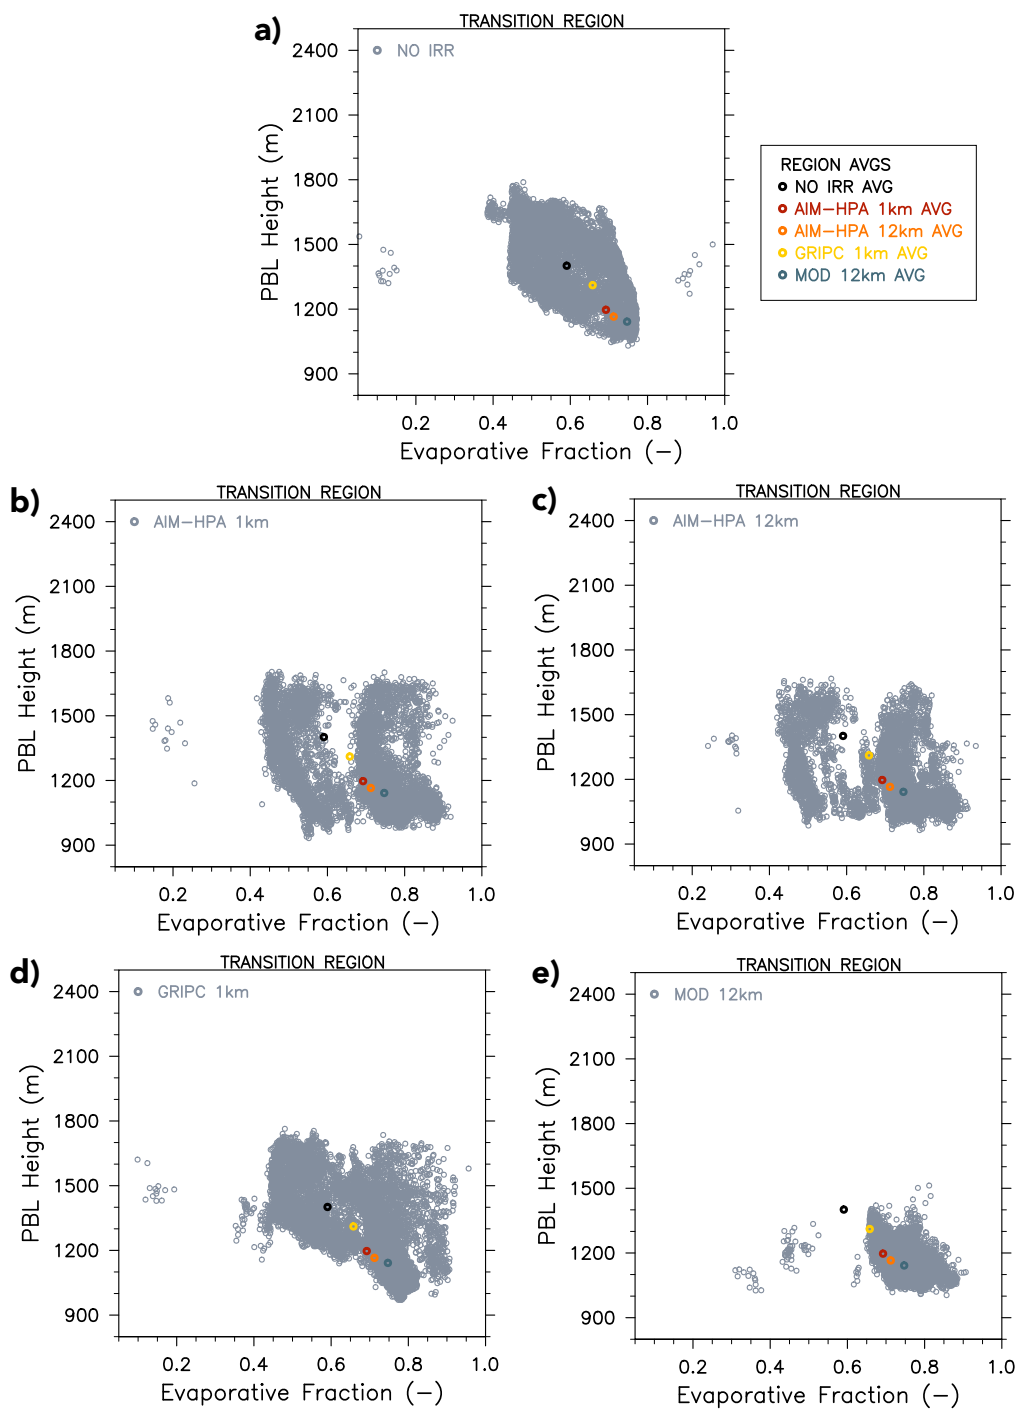 a)
TRANSITION REGION
NO IRR
2400
2100
1800
1500
1200
900
PBL Height (m)
0.2 0.4 0.6 0.8 1.0
Evaporative Fraction (−)
REGION AVGS
NO IRR AVG
AIM−HPA 1km AVG
AIM−HPA 12km AVG
GRIPC 1km AVG
MOD 12km AVG
b)
TRANSITION REGION
AIM−HPA 1km
2400
2100
1800
1500
1200
900
PBL Height (m)
0.2 0.4 0.6 0.8 1.0
Evaporative Fraction (−)
c)
TRANSITION REGION
AIM−HPA 12km
2400
2100
1800
1500
1200
900
PBL Height (m)
0.2 0.4 0.6 0.8 1.0
Evaporative Fraction (−)
d)
TRANSITION REGION
GRIPC 1km
2400
2100
1800
1500
1200
900
PBL Height (m)
0.2 0.4 0.6 0.8 1.0
Evaporative Fraction (−)
e)
TRANSITION REGION
MOD 12km
2400
2100
1800
1500
1200
900
PBL Height (m)
0.2 0.4 0.6 0.8 1.0
Evaporative Fraction (−)